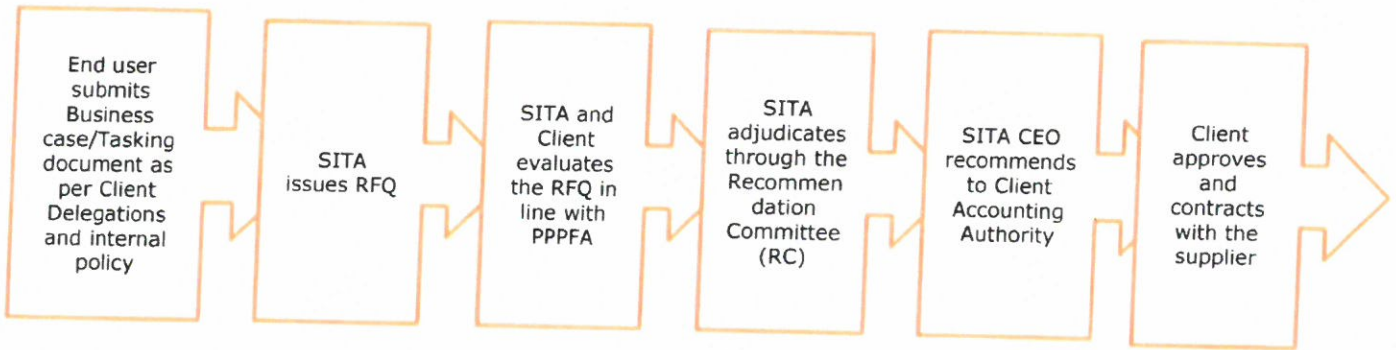 End user
submits
Business
case/Tasking
document as
per Client
Delegations
and internal
policy
SITA
issues RFQ
SITA and
Client
evaluates
the RFQ in
line with
PPPFA
SITA
adjudicates
through the
Recommen
dation
Committee
(RC)
SITA CEO
recommends
to Client
Accounting
Authority
Client
approves
and
contracts
with the
supplier